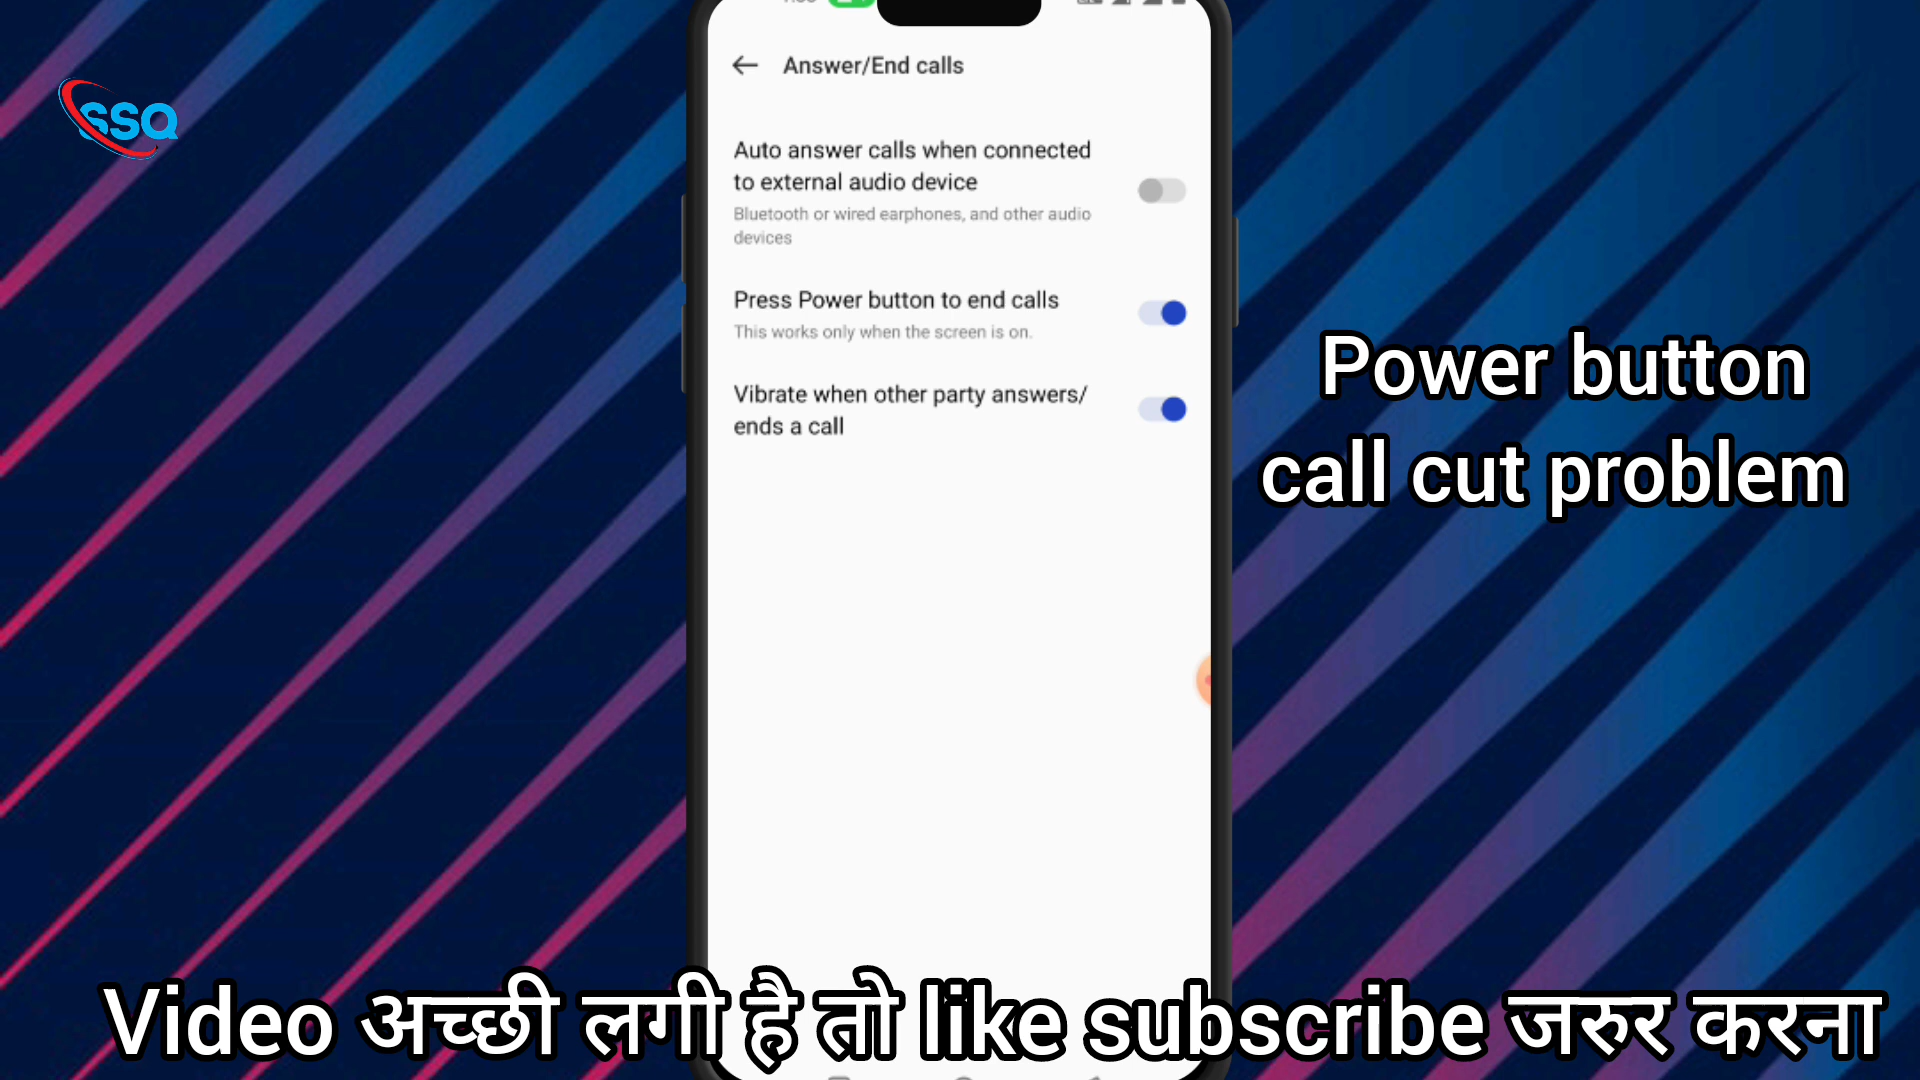 SSQ
Answer/End calls
Auto answer calls when connected
to external audio device
Bluetooth or wired earphones, and other audio
devices
Press Power button to end calls
This works only when the screen is on.
Vibrate when other party answers/
ends a call
Power button
call cut problem
Video अच्छी लगी है तो like subscribe जरुर करना